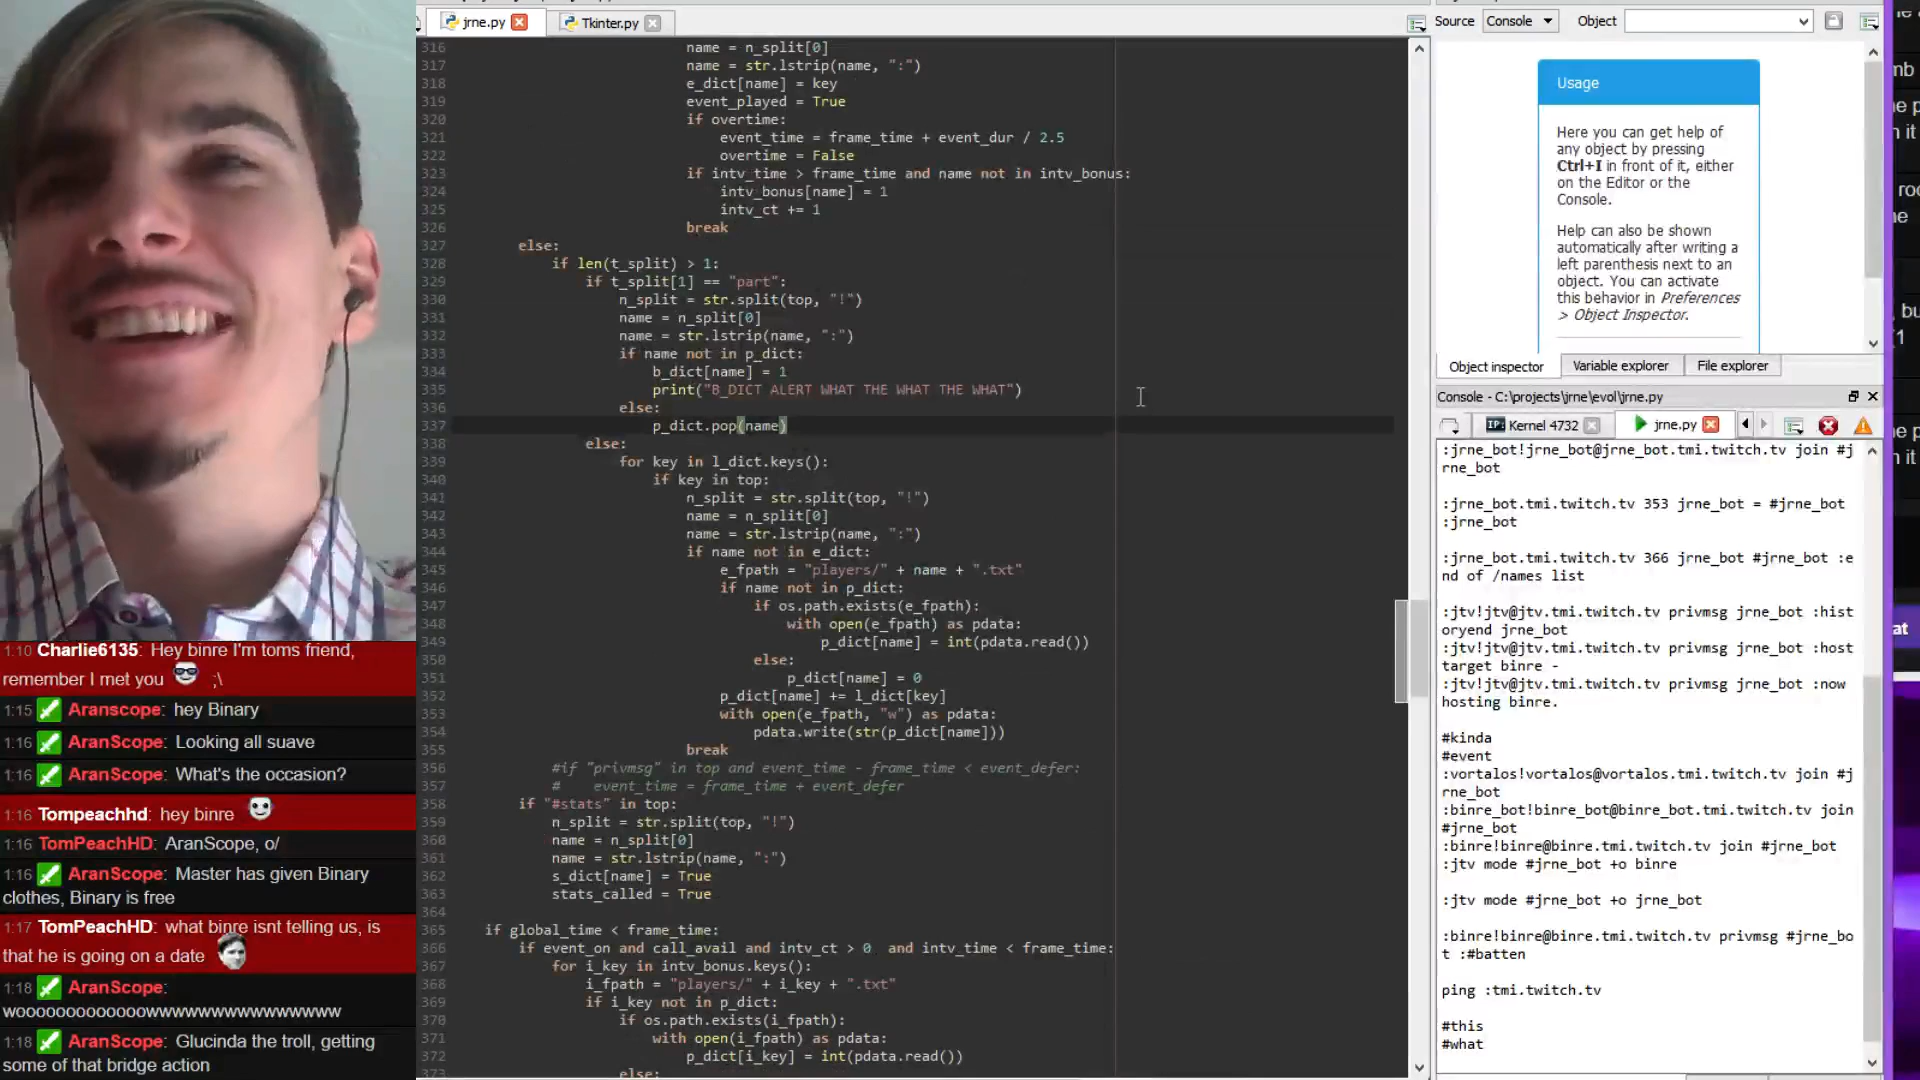 jrne.py
Tkinter.py
Source
Console
Object
316 name = n_split[0]
317 name = str.lstrip(name, ":")
318 e_dict[name] = key
319 event_played = True
320 if overtime:
321 event_time = frame_time + event_dur / 2.5
322 overtime = False
323 if intv_time > frame_time and name not in intv_bonus:
324 intv_bonus[name] = 1
325 intv_ct += 1
326 break
327 else:
328 if len(t_split) > 1:
329 if t_split[1] == "part":
330 n_split = str.split(top, "!")
331 name = n_split[0]
332 name = str.lstrip(name, ":")
333 if name not in p_dict:
334 b_dict[name] = 1
335 print("B_DICT ALERT WHAT THE WHAT THE WHAT")
336 else:
337 p_dict.pop(name)
338 else:
339 for key in l_dict.keys():
340 if key in top:
341 n_split = str.split(top, "!")
342 name = n_split[0]
343 name = str.lstrip(name, ":")
344 if name not in e_dict:
345 e_fpath = "players/" + name + ".txt"
346 if name not in p_dict:
347 if os.path.exists(e_fpath):
348 with open(e_fpath) as pdata:
349 p_dict[name] = int(pdata.read())
350 else:
351 p_dict[name] = 0
352 p_dict[name] += l_dict[key]
353 with open(e_fpath, "w") as pdata:
354 pdata.write(str(p_dict[name]))
355 break
356 #if "privmsg" in top and event_time - frame_time < event_defer:
357 # event_time = frame_time + event_defer
358 if "#stats" in top:
359 n_split = str.split(top, "!")
360 name = n_split[0]
361 name = str.lstrip(name, ":")
362 s_dict[name] = True
363 stats_called = True
364
365 if global_time < frame_time:
366 if event_on and call_avail and intv_ct > 0 and intv_time < frame_time:
367 for i_key in intv_bonus.keys():
368 i_fpath = "players/" + i_key + ".txt"
369 if i_key not in p_dict:
370 if os.path.exists(i_fpath):
371 with open(i_fpath) as pdata:
372 p_dict[i_key] = int(pdata.read())
373 else:
Usage
Here you can get help of
any object by pressing
Ctrl+I in front of it, either
on the Editor or the
Console.
Help can also be shown
automatically after writing a
left parenthesis next to an
object. You can activate
this behavior in Preferences
> Object Inspector.
Object inspector
Variable explorer
File explorer
Console - C:\projects\jrne\evol\jrne.py
Kernel 4732
jrne.py
:jrne_bot!jrne_bot@jrne_bot.tmi.twitch.tv join #j
rne_bot
:jrne_bot.tmi.twitch.tv 353 jrne_bot = #jrne_bot
:jrne_bot
:jrne_bot.tmi.twitch.tv 366 jrne_bot #jrne_bot :e
nd of /names list
:jtv!jtv@jtv.tmi.twitch.tv privmsg jrne_bot :hist
oryend jrne_bot
:jtv!jtv@jtv.tmi.twitch.tv privmsg jrne_bot :host
target binre -
:jtv!jtv@jtv.tmi.twitch.tv privmsg jrne_bot :now
hosting binre.
#kinda
#event
:vortalos!vortalos@vortalos.tmi.twitch.tv join #j
rne_bot
:binre_bot!binre_bot@binre_bot.tmi.twitch.tv join
#jrne_bot
:binre!binre@binre.tmi.twitch.tv join #jrne_bot
:jtv mode #jrne_bot +o binre
:jtv mode #jrne_bot +o jrne_bot
:binre!binre@binre.tmi.twitch.tv privmsg #jrne_bo
t :#batten
ping :tmi.twitch.tv
#this
#what
1:10 Charlie6135: Hey binre I'm toms friend,
remember I met you ;\
1:15 Aranscope: hey Binary
1:16 AranScope: Looking all suave
1:16 AranScope: What's the occasion?
1:16 Tompeachhd: hey binre
1:16 TomPeachHD: AranScope, o/
1:16 AranScope: Master has given Binary
clothes, Binary is free
1:17 TomPeachHD: what binre isnt telling us, is
that he is going on a date
1:18 AranScope:
woooooooooooowwwwwwwwwwwwwwww
1:18 AranScope: Glucinda the troll, getting
some of that bridge action